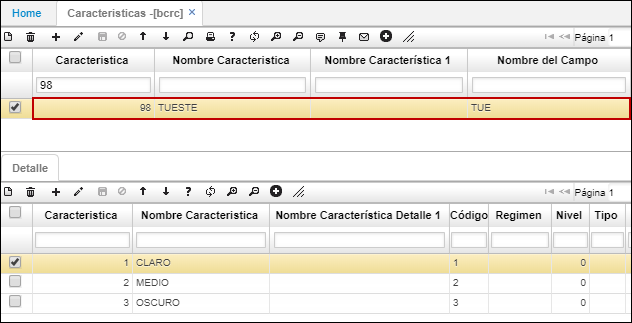 Home Caracteristicas -[bcrc] ×
Página 1
Caracteristica Nombre Caracteristica Nombre Característica 1 Nombre del Campo
98
98 TUESTE TUE
Detalle
Página 1
Caracteristica Nombre Caracteristica Nombre Característica Detalle 1 Código Regimen Nivel Tipo
1 CLARO 1 0
2 MEDIO 2 0
3 OSCURO 3 0